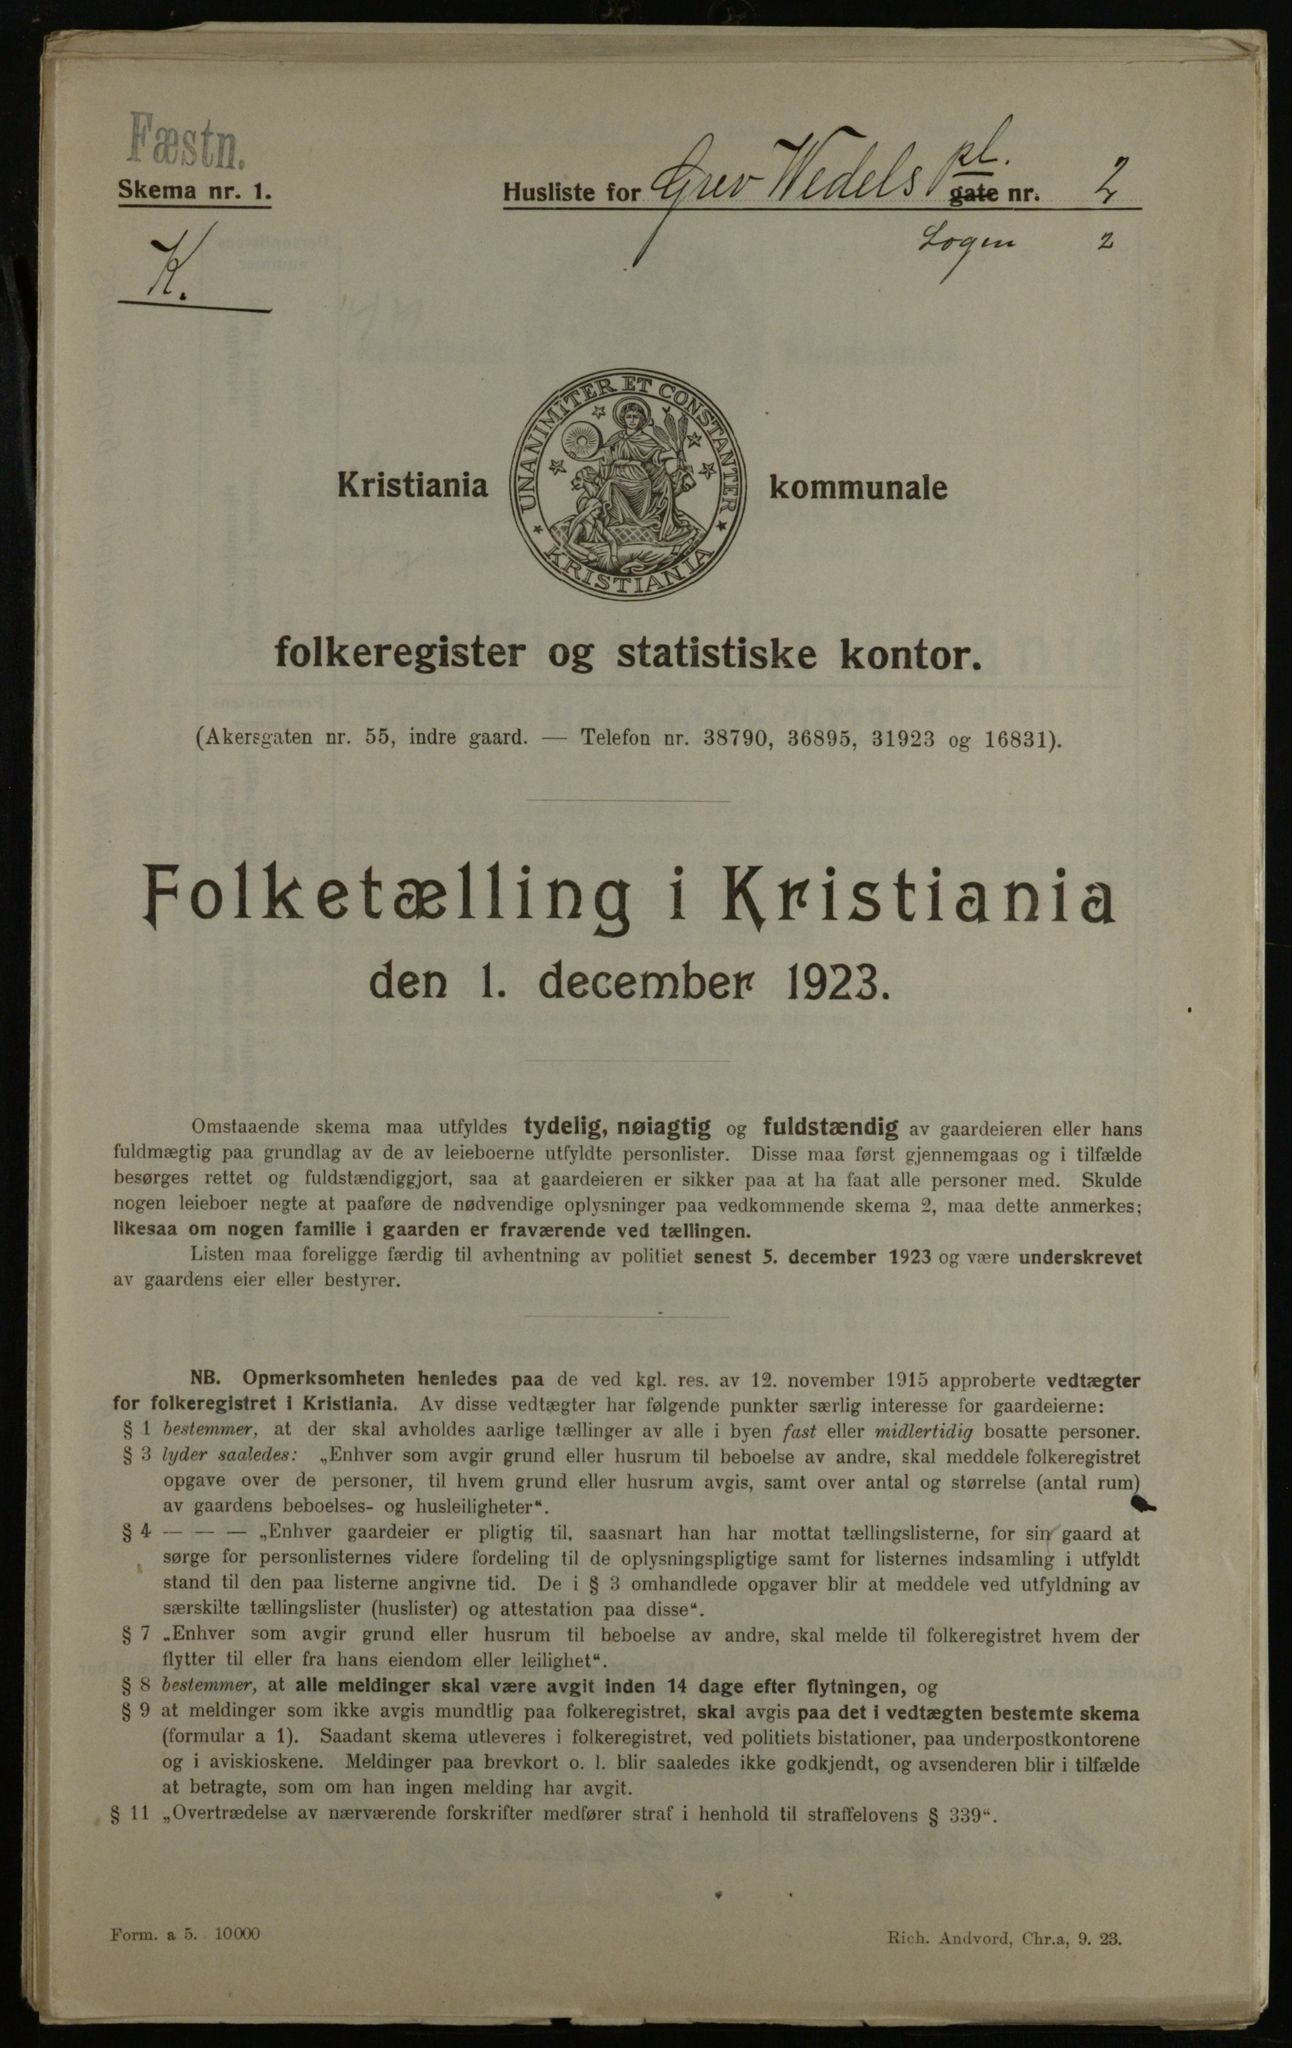 Fæstn.
Skema nr. 1.
Husliste for Grev Wedels pl. gate nr. 2
Logen 2
K.
UNANIMITER ET CONSTANTER
KRISTIANIA
Kristiania kommunale
folkeregister og statistiske kontor.
(Akersgaten nr. 55, indre gaard. — Telefon nr. 38790, 36895, 31923 og 16831).
Folketælling i Kristiania
den 1. december 1923.
Omstaaende skema maa utfyldes tydelig, nøiagtig og fuldstændig av gaardeieren eller hans
fuldmægtig paa grundlag av de av leieboerne utfyldte personlister. Disse maa først gjennemgaas og i tilfælde
besørges rettet og fuldstændiggjort, saa at gaardeieren er sikker paa at ha faat alle personer med. Skulde
nogen leieboer negte at paaføre de nødvendige oplysninger paa vedkommende skema 2, maa dette anmerkes;
likesaa om nogen familie i gaarden er fraværende ved tællingen.
Listen maa foreligge færdig til avhentning av politiet senest 5. december 1923 og være underskrevet
av gaardens eier eller bestyrer.
NB. Opmerksomheten henledes paa de ved kgl. res. av 12. november 1915 approberte vedtægter
for folkeregistret i Kristiania. Av disse vedtægter har følgende punkter særlig interesse for gaardeierne:
§ 1 bestemmer, at der skal avholdes aarlige tællinger av alle i byen fast eller midlertidig bosatte personer.
§ 3 lyder saaledes: „Enhver som avgir grund eller husrum til beboelse av andre, skal meddele folkeregistret
opgave over de personer, til hvem grund eller husrum avgis, samt over antal og størrelse (antal rum)
av gaardens beboelses- og husleiligheter“.
§ 4 — — — „Enhver gaardeier er pligtig til, saasnart han har mottat tællingslisterne, for sin gaard at
sørge for personlisternes videre fordeling til de oplysningspligtige samt for listernes indsamling i utfyldt
stand til den paa listerne angivne tid. De i § 3 omhandlede opgaver blir at meddele ved utfyldning av
særskilte tællingslister (huslister) og attestation paa disse“.
§ 7 „Enhver som avgir grund eller husrum til beboelse av andre, skal melde til folkeregistret hvem der
flytter til eller fra hans eiendom eller leilighet“.
§ 8 bestemmer, at alle meldinger skal være avgit inden 14 dage efter flytningen, og
§ 9 at meldinger som ikke avgis mundtlig paa folkeregistret, skal avgis paa det i vedtægten bestemte skema
(formular a 1). Saadant skema utleveres i folkeregistret, ved politiets bistationer, paa underpostkontorene
og i aviskioskene. Meldinger paa brevkort o. l. blir saaledes ikke godkjendt, og avsenderen blir i tilfælde
at betragte, som om han ingen melding har avgit.
§ 11 „Overtrædelse av nærværende forskrifter medfører straf i henhold til straffelovens § 339“.
Form. a 5. 10000
Rich. Andvord, Chr.a, 9. 23.